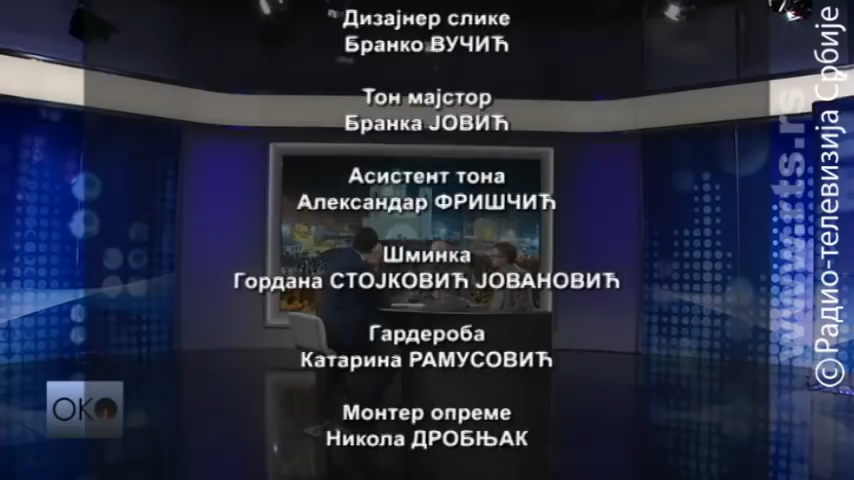 Дизајнер слике
Бранко ВУЧИЋ
Тон мајстор
Бранка ЈОВИЋ
Асистент тона
Александар ФРИШЧИЋ
Шминка
Гордана СТОЈКОВИЋ ЈОВАНОВИЋ
Гардероба
Катарина РАМУСОВИЋ
Монтер опреме
Никола ДРОБЊАК
ОКО
www.rts.rs
© Радио-телевизија Србије